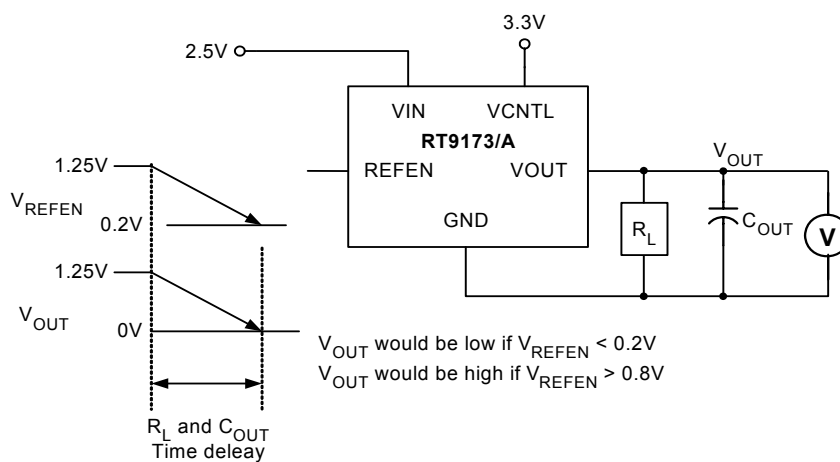 3.3V
2.5V
VIN VCNTL
RT9173/A
REFEN VOUT
GND
VOUT
RL
COUT
V
1.25V
VREFEN
0.2V
1.25V
VOUT
0V
VOUT would be low if VREFEN < 0.2V
VOUT would be high if VREFEN > 0.8V
RL and COUT
Time deleay